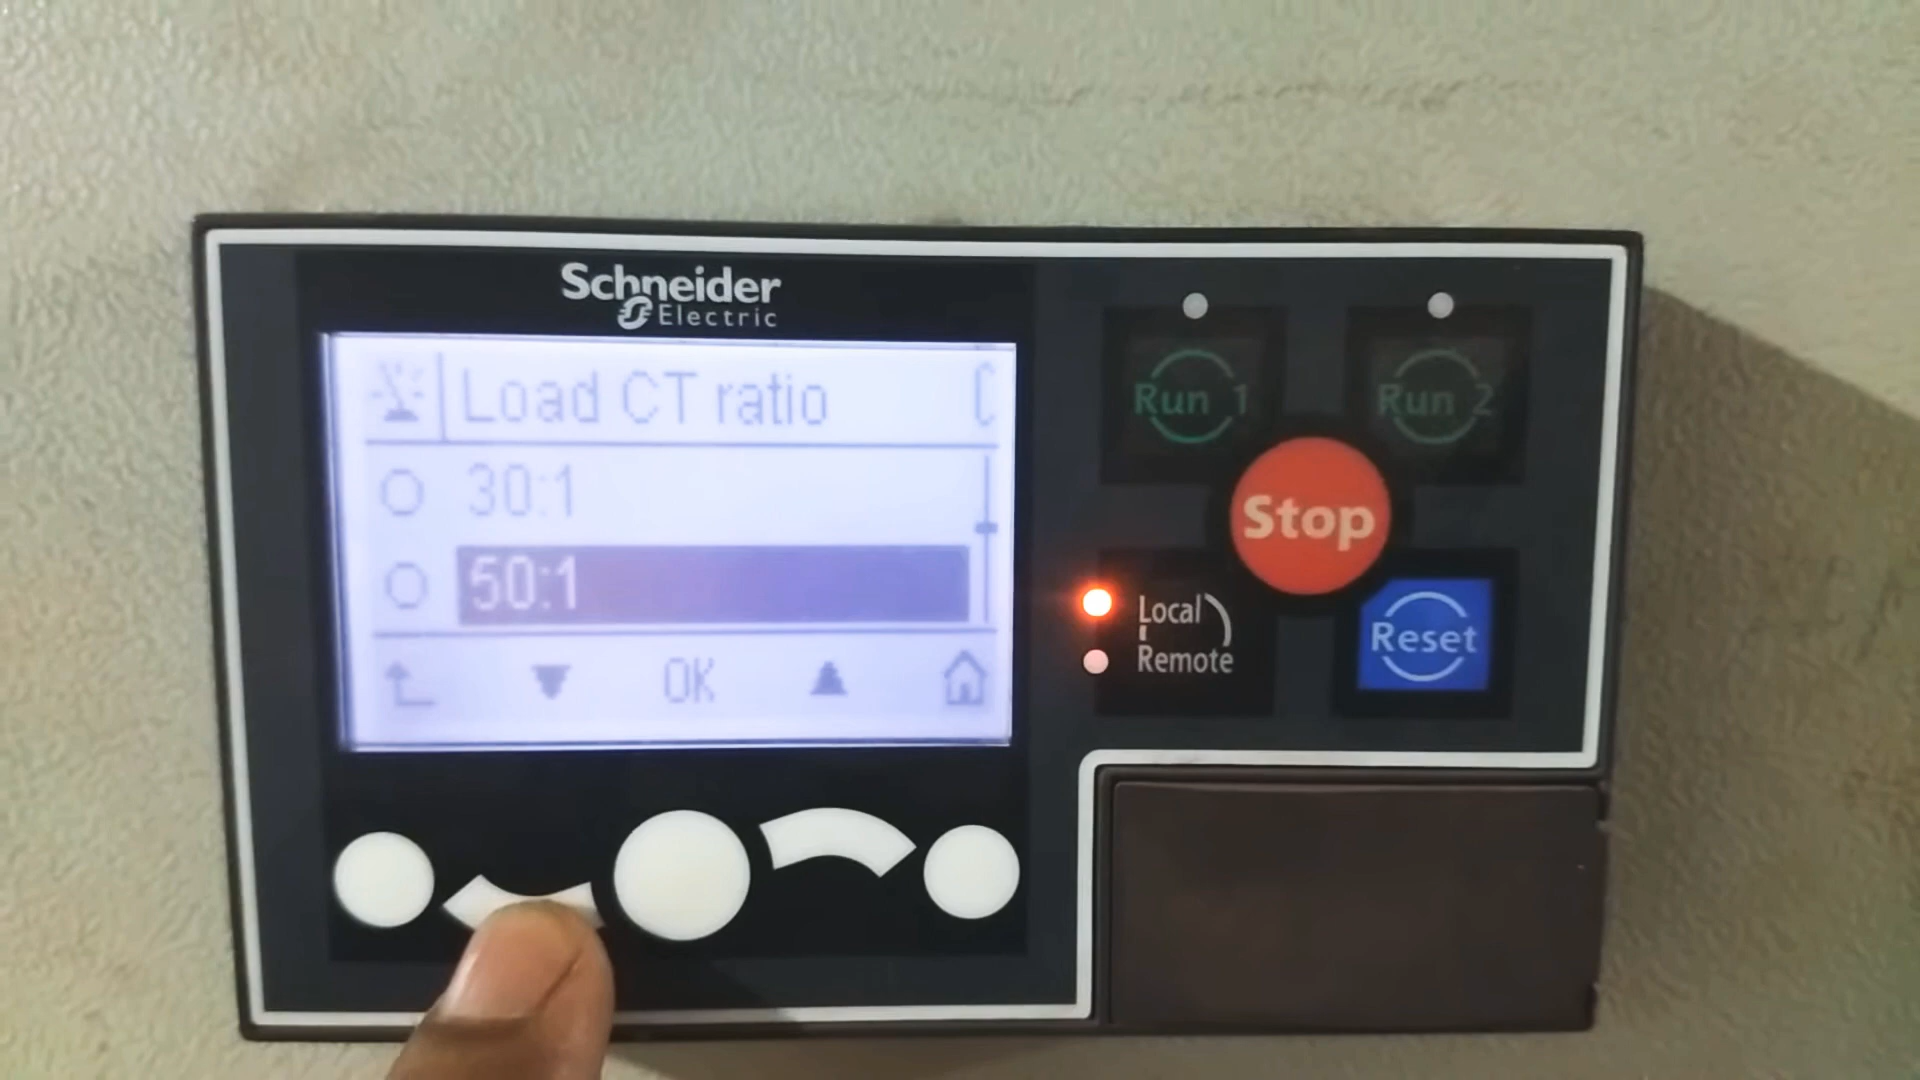 Schneider
Electric
Load CT ratio
30:1
50:1
OK
Run 1
Run 2
Stop
Local
Remote
Reset